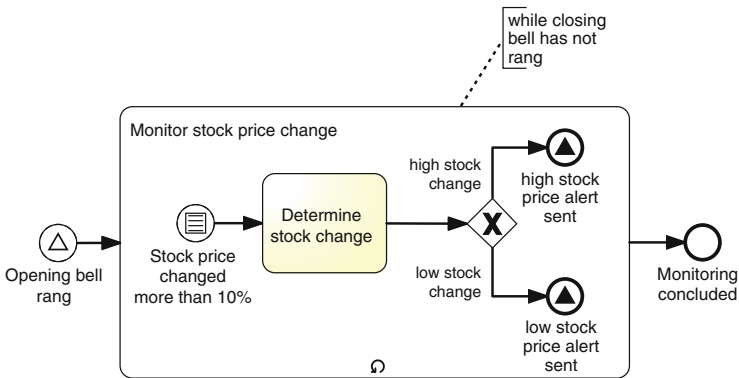 while closing
bell has not
rang
Monitor stock price change
high stock
change
high stock
price alert
sent
Determine
stock change
X
Opening bell
rang
Stock price
changed
more than 10%
low stock
change
low stock
price alert
sent
Monitoring
concluded